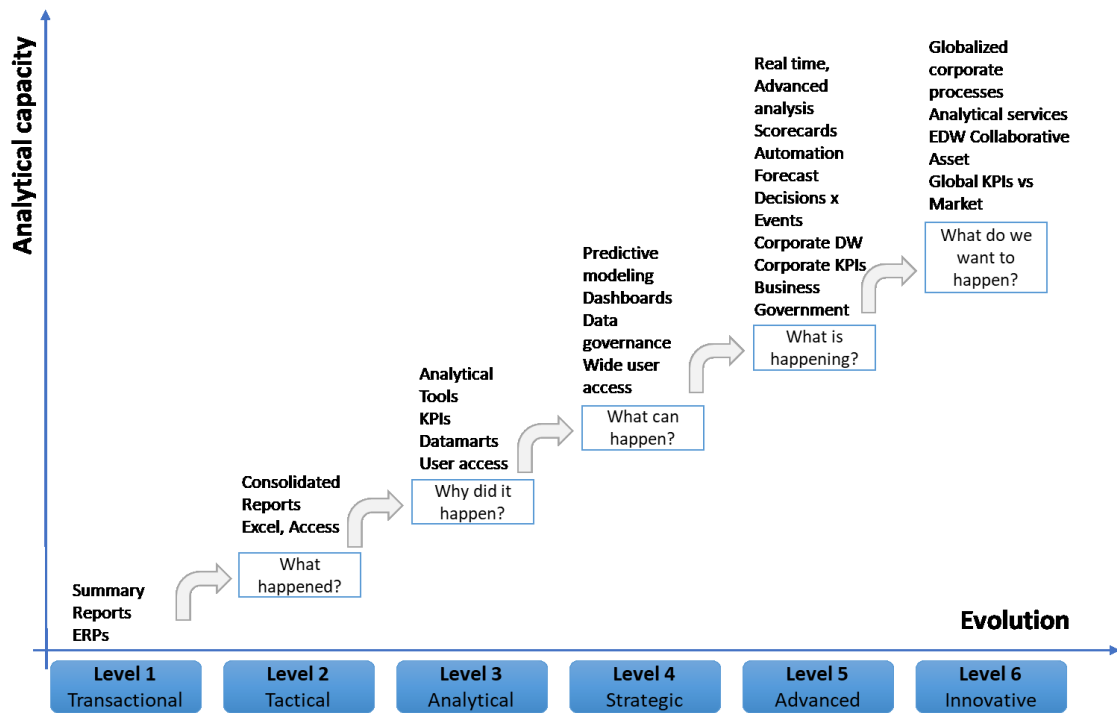 Analytical capacity
Summary
Reports
ERPs
Consolidated
Reports
Excel, Access
What
happened?
Analytical
Tools
KPIs
Datamarts
User access
Why did it
happen?
Predictive
modeling
Dashboards
Data
governance
Wide user
access
What can
happen?
Real time,
Advanced
analysis
Scorecards
Automation
Forecast
Decisions x
Events
Corporate DW
Corporate KPIs
Business
Government
What is
happening?
Globalized
corporate
processes
Analytical services
EDW Collaborative
Asset
Global KPIs vs
Market
What do we
want to
happen?
Evolution
Level 1
Transactional
Level 2
Tactical
Level 3
Analytical
Level 4
Strategic
Level 5
Advanced
Level 6
Innovative